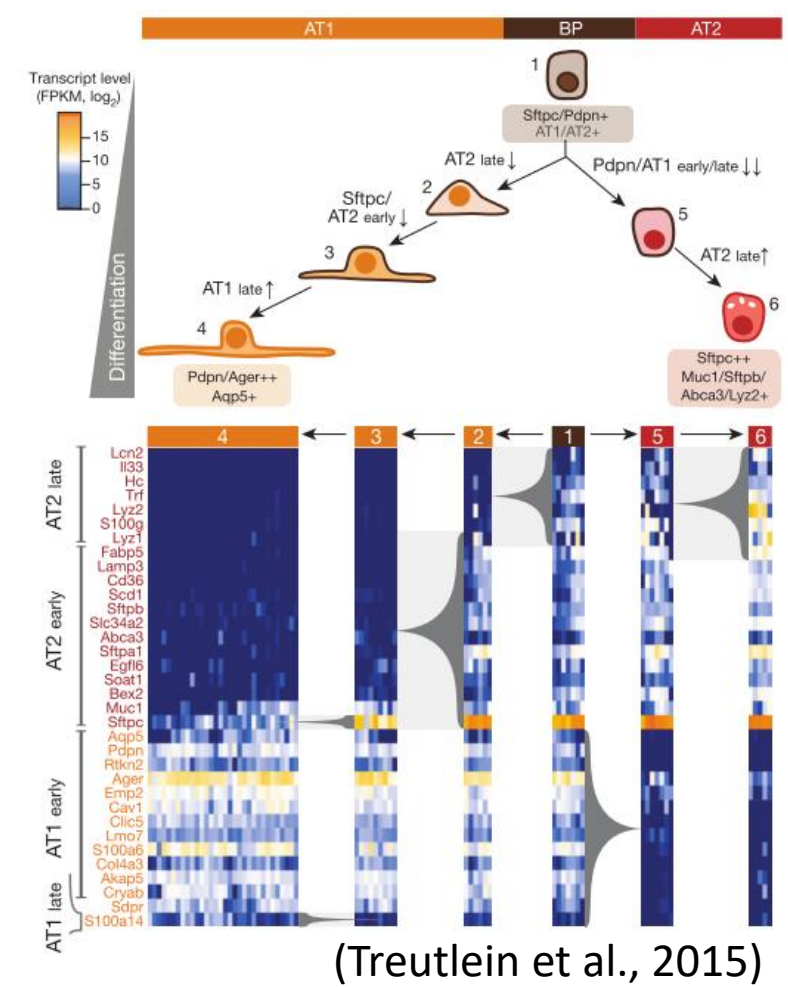 AT1 BP AT2
Transcript level
(FPKM, log2)
15
10
5
0
Differentiation
1
Sftpc/Pdpn+
AT1/AT2+
AT2 late ↓
Pdpn/AT1 early/late ↓↓
2
Sftpc/
AT2 early ↓
5
3
AT2 late↑
AT1 late ↑
6
4
Pdpn/Ager++
Aqp5+
Sftpc++
Muc1/Sftpb/
Abca3/Lyz2+
4 3 2 1 5 6
AT2 late
Lcn2
Il33
Hc
Trf
Lyz2
S100g
Lyz1
AT2 early
Fabp5
Lamp3
Cd36
Scd1
Sftpb
Slc34a2
Abca3
Sftpa1
Egfl6
Soat1
Bex2
Muc1
Sftpc
AT1 early
Aqp5
Pdpn
Rtkn2
Ager
Emp2
Cav1
Clic5
Lmo7
S100a6
Col4a3
Akap5
Cryab
AT1 late
Sdpr
S100a14
(Treutlein et al., 2015)